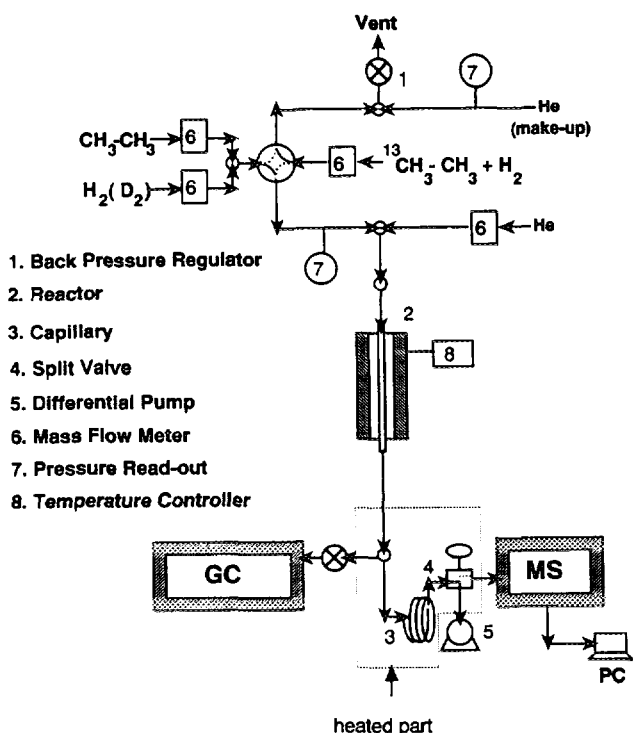 Vent
1
7
He
(make-up)
CH3-CH3
6
H2(D2)
6
6
13CH3-CH3 + H2
7
6
He
1. Back Pressure Regulator
2. Reactor
3. Capillary
4. Split Valve
5. Differential Pump
6. Mass Flow Meter
7. Pressure Read-out
8. Temperature Controller
2
8
GC
4
MS
3
5
PC
heated part